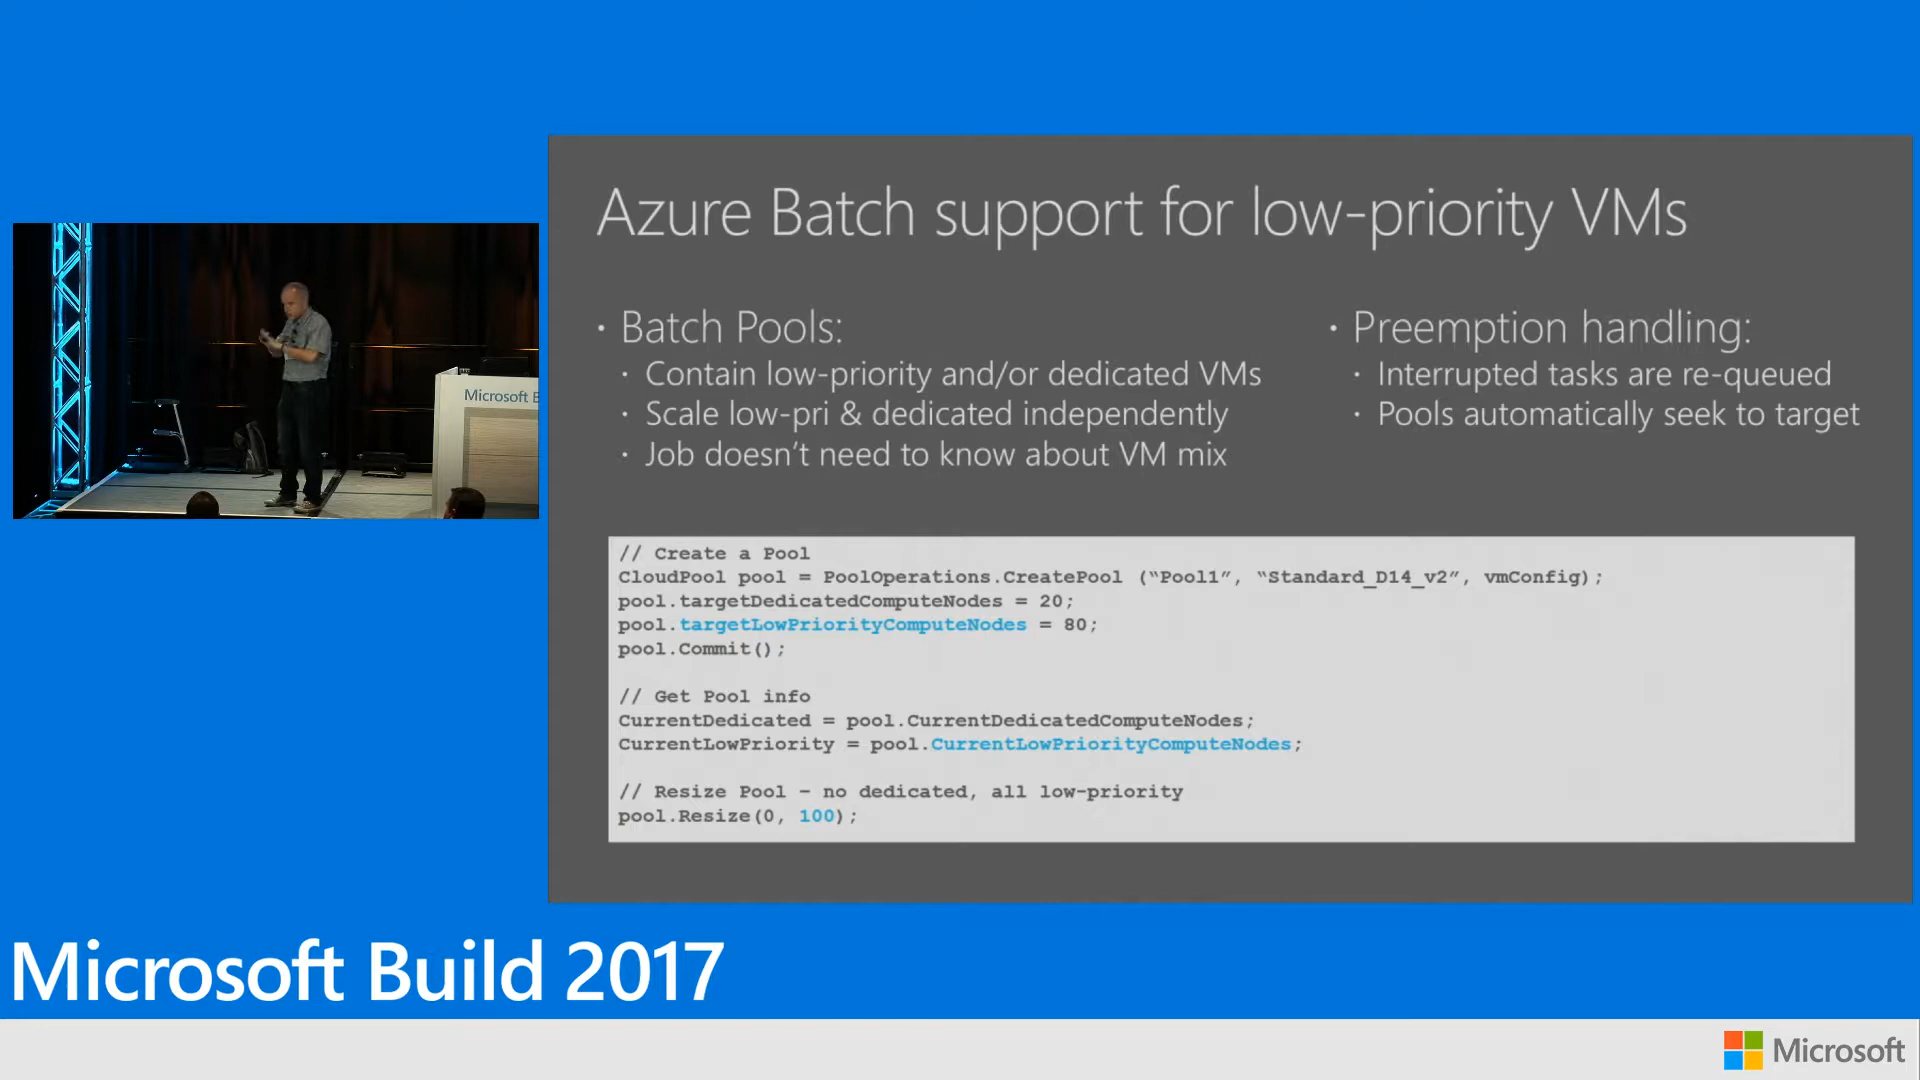 Azure Batch support for low-priority VMs
· Batch Pools:
· Contain low-priority and/or dedicated VMs
· Scale low-pri & dedicated independently
· Job doesn't need to know about VM mix
· Preemption handling:
· Interrupted tasks are re-queued
· Pools automatically seek to target
// Create a Pool
CloudPool pool = PoolOperations.CreatePool (“Pool1”, “Standard_D14_v2”, vmConfig);
pool.targetDedicatedComputeNodes = 20;
pool.targetLowPriorityComputeNodes = 80;
pool.Commit();
// Get Pool info
CurrentDedicated = pool.CurrentDedicatedComputeNodes;
CurrentLowPriority = pool.CurrentLowPriorityComputeNodes;
// Resize Pool – no dedicated, all low-priority
pool.Resize(0, 100);
Microsoft B
Microsoft Build 2017
Microsoft